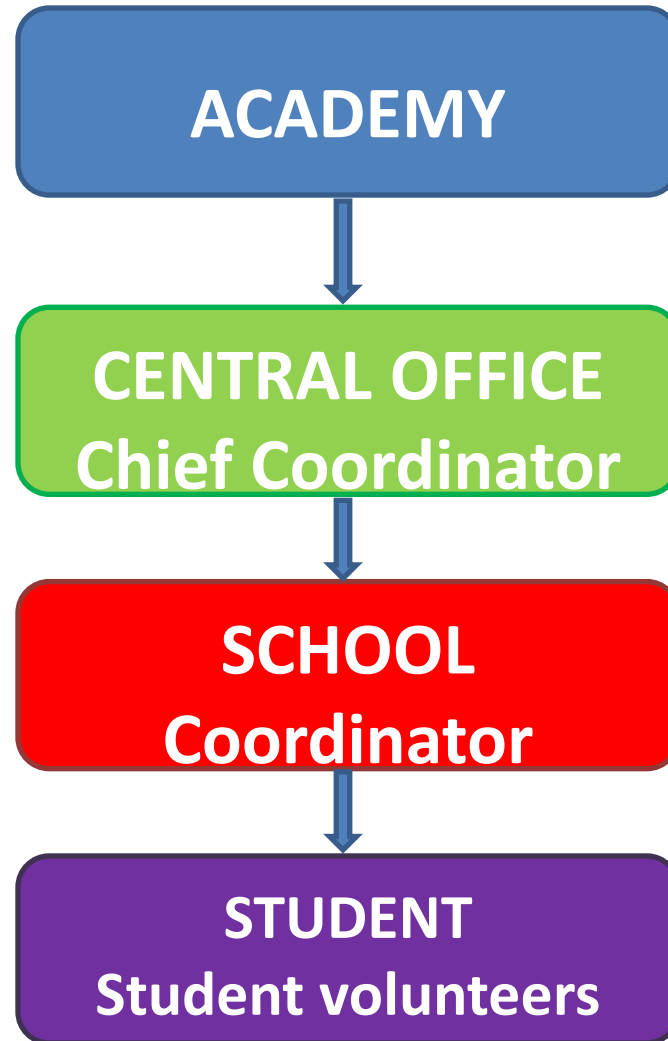 ACADEMY
CENTRAL OFFICE
Chief Coordinator
SCHOOL
Coordinator
STUDENT
Student volunteers